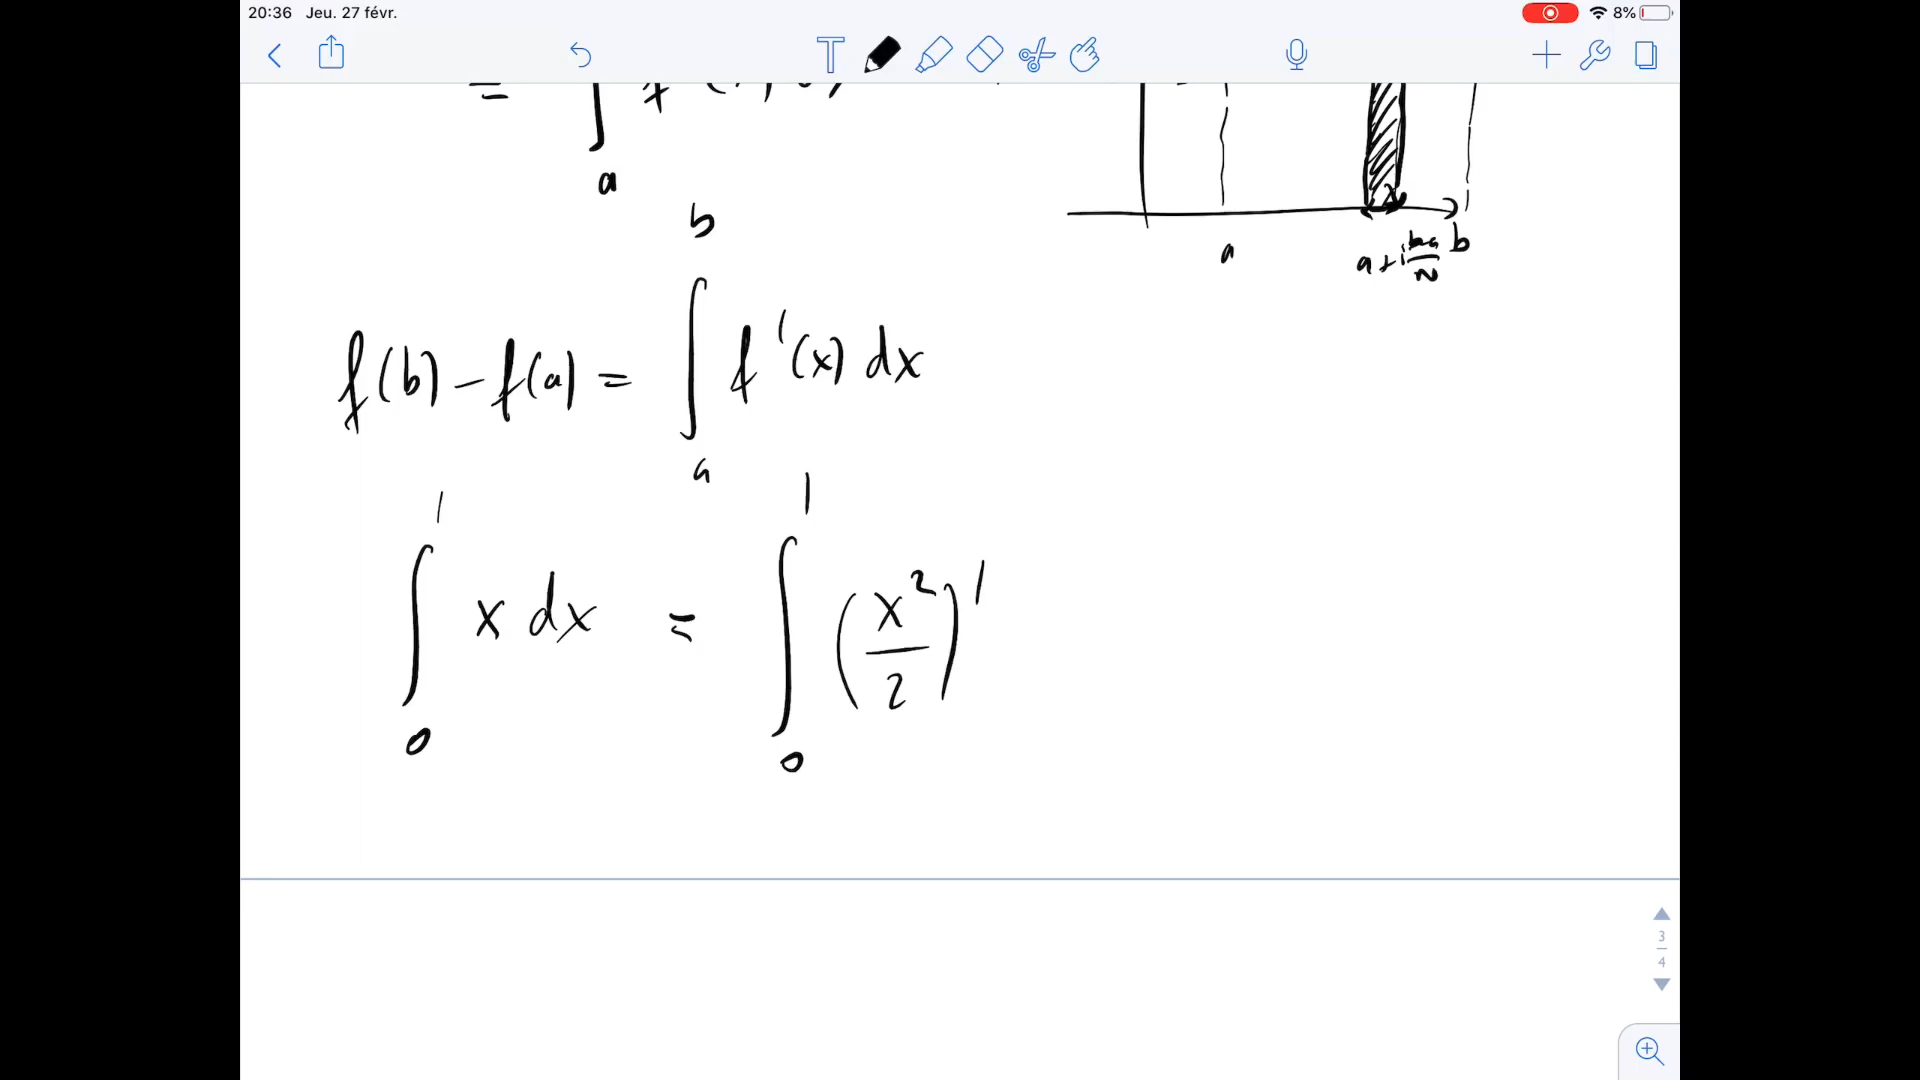 20:36 Jeu. 27 févr. 8%
T
= ∫ a
a a+i b-a/N b
f(b) - f(a) = ∫_a^b f'(x) dx
∫_0^1 x dx = ∫_0^1 (x²/2)'
3
4